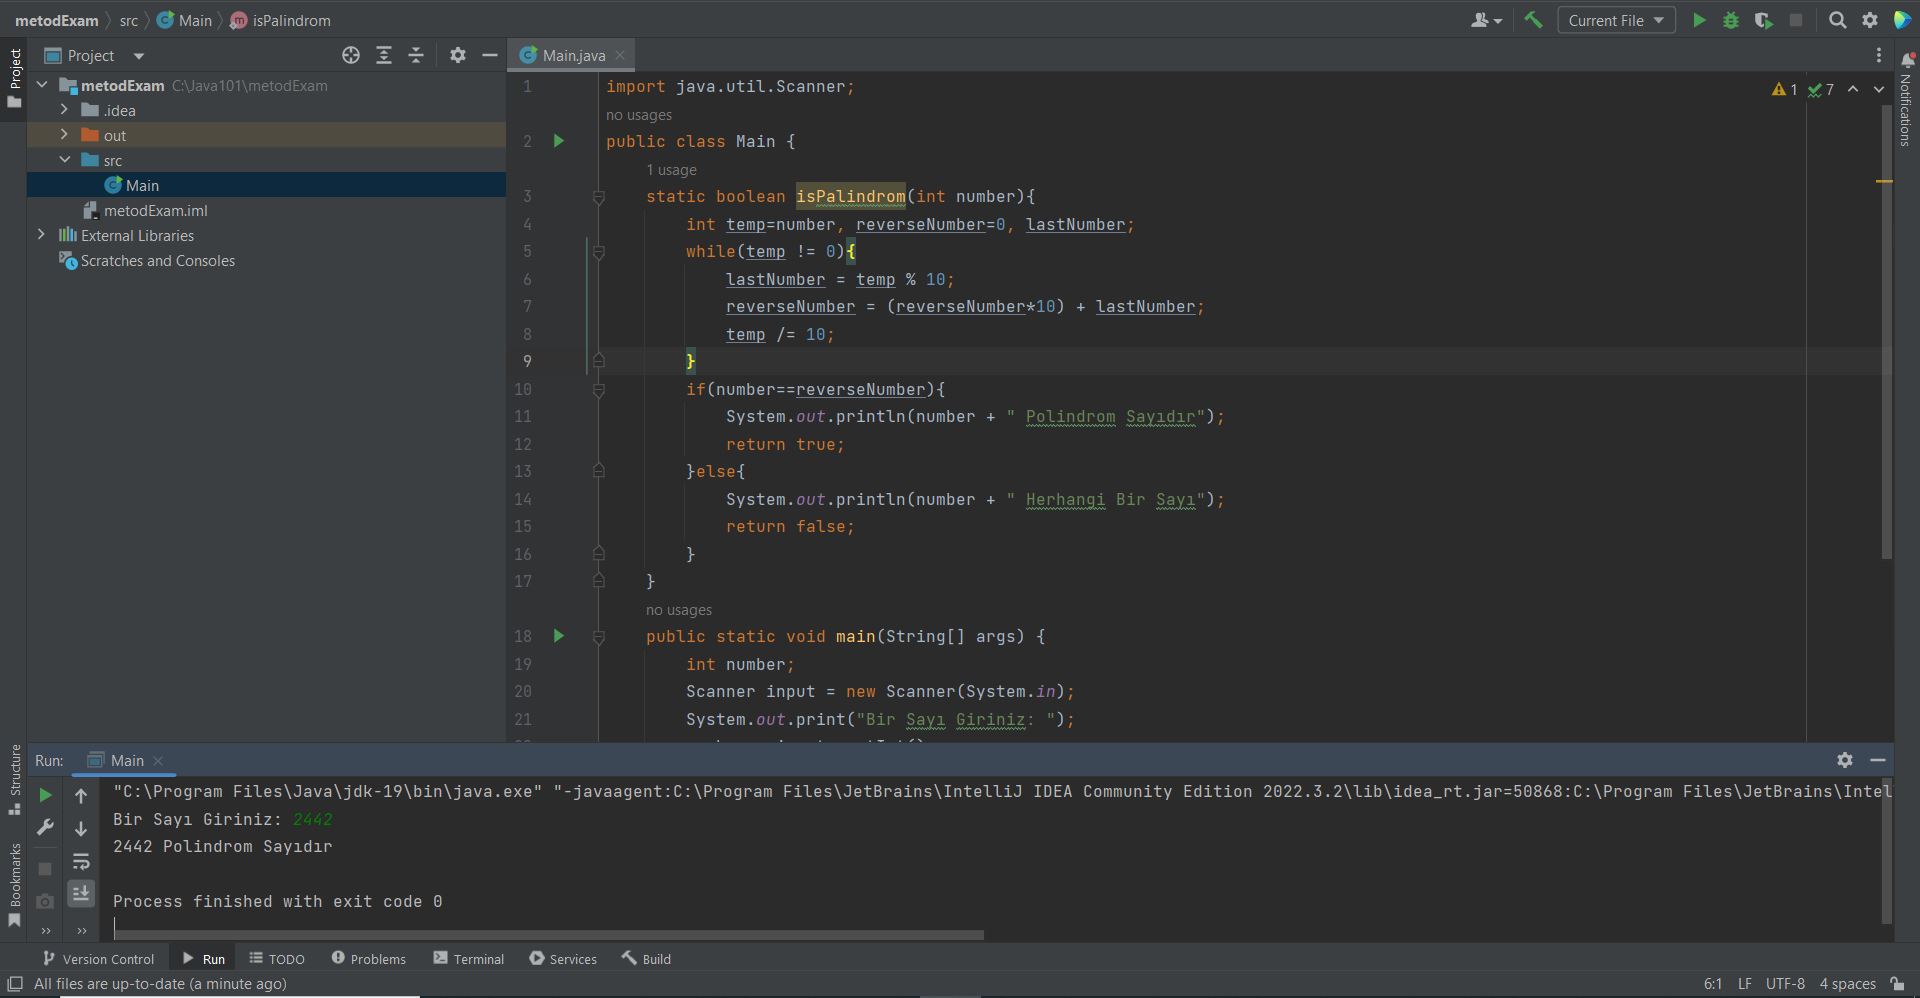 metodExam src Main isPalindrom Current File
Project
Project Main.java
metodExam C:\Java101\metodExam
.idea
out
src
Main
metodExam.iml
External Libraries
Scratches and Consoles
1 7
1 import java.util.Scanner;
no usages
2 public class Main {
1 usage
3 static boolean isPalindrom(int number){
4 int temp=number, reverseNumber=0, lastNumber;
5 while(temp != 0){
6 lastNumber = temp % 10;
7 reverseNumber = (reverseNumber*10) + lastNumber;
8 temp /= 10;
9 }
10 if(number==reverseNumber){
11 System.out.println(number + " Polindrom Sayıdır");
12 return true;
13 }else{
14 System.out.println(number + " Herhangi Bir Sayı");
15 return false;
16 }
17 }
no usages
18 public static void main(String[] args) {
19 int number;
20 Scanner input = new Scanner(System.in);
21 System.out.print("Bir Sayı Giriniz: ");
Notifications
Structure
Bookmarks
Run: Main
"C:\Program Files\Java\jdk-19\bin\java.exe" "-javaagent:C:\Program Files\JetBrains\IntelliJ IDEA Community Edition 2022.3.2\lib\idea_rt.jar=50868:C:\Program Files\JetBrains\Intel
Bir Sayı Giriniz: 2442
2442 Polindrom Sayıdır
Process finished with exit code 0
Version Control Run TODO Problems Terminal Services Build
All files are up-to-date (a minute ago) 6:1 LF UTF-8 4 spaces